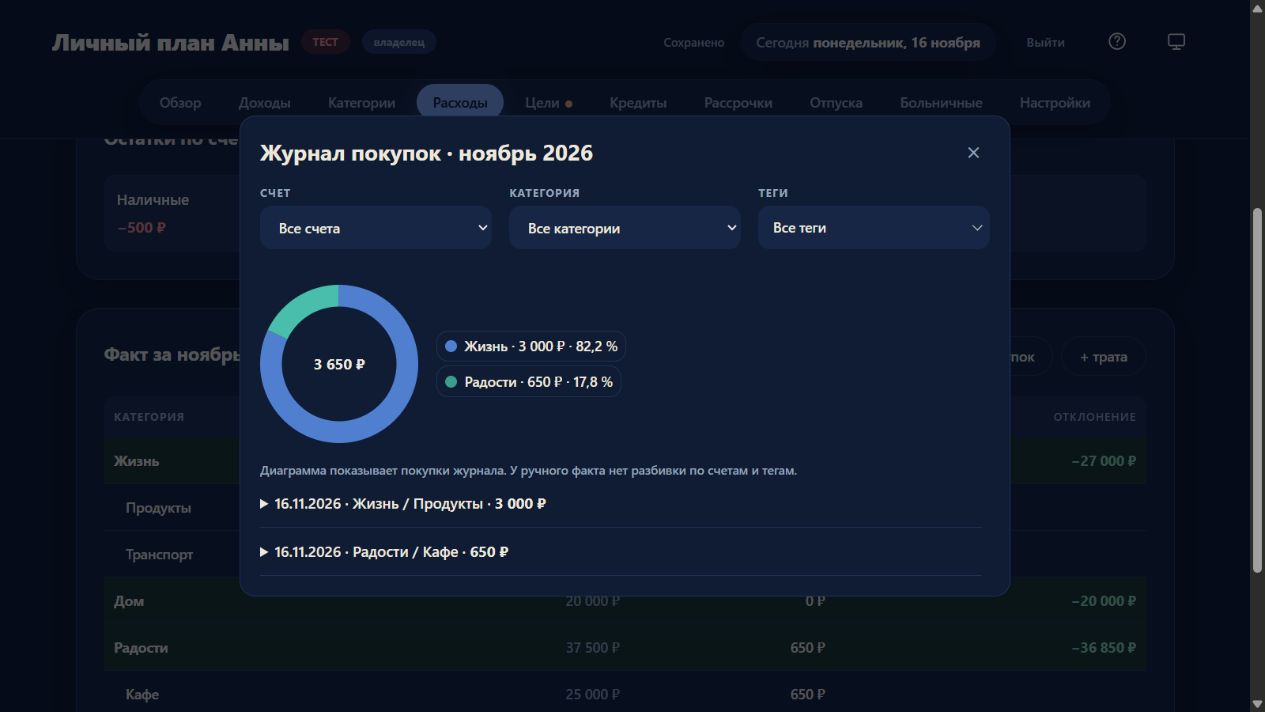 Личный план Анны ТЕСТ владелец Сохранено Сегодня понедельник, 16 ноября Выйти
Обзор Доходы Категории Расходы Цели Кредиты Рассрочки Отпуска Больничные Настройки
Остатки по сче
Наличные
−500 ₽
Журнал покупок · ноябрь 2026
СЧЕТ КАТЕГОРИЯ ТЕГИ
Все счета Все категории Все теги
3 650 ₽
Жизнь · 3 000 ₽ · 82,2 %
Радости · 650 ₽ · 17,8 %
Диаграмма показывает покупки журнала. У ручного факта нет разбивки по счетам и тегам.
16.11.2026 · Жизнь / Продукты · 3 000 ₽
16.11.2026 · Радости / Кафе · 650 ₽
Факт за ноябрь пок + трата
КАТЕГОРИЯ ОТКЛОНЕНИЕ
Жизнь −27 000 ₽
Продукты
Транспорт
Дом 20 000 ₽ 0 ₽ −20 000 ₽
Радости 37 500 ₽ 650 ₽ −36 850 ₽
Кафе 25 000 ₽ 650 ₽